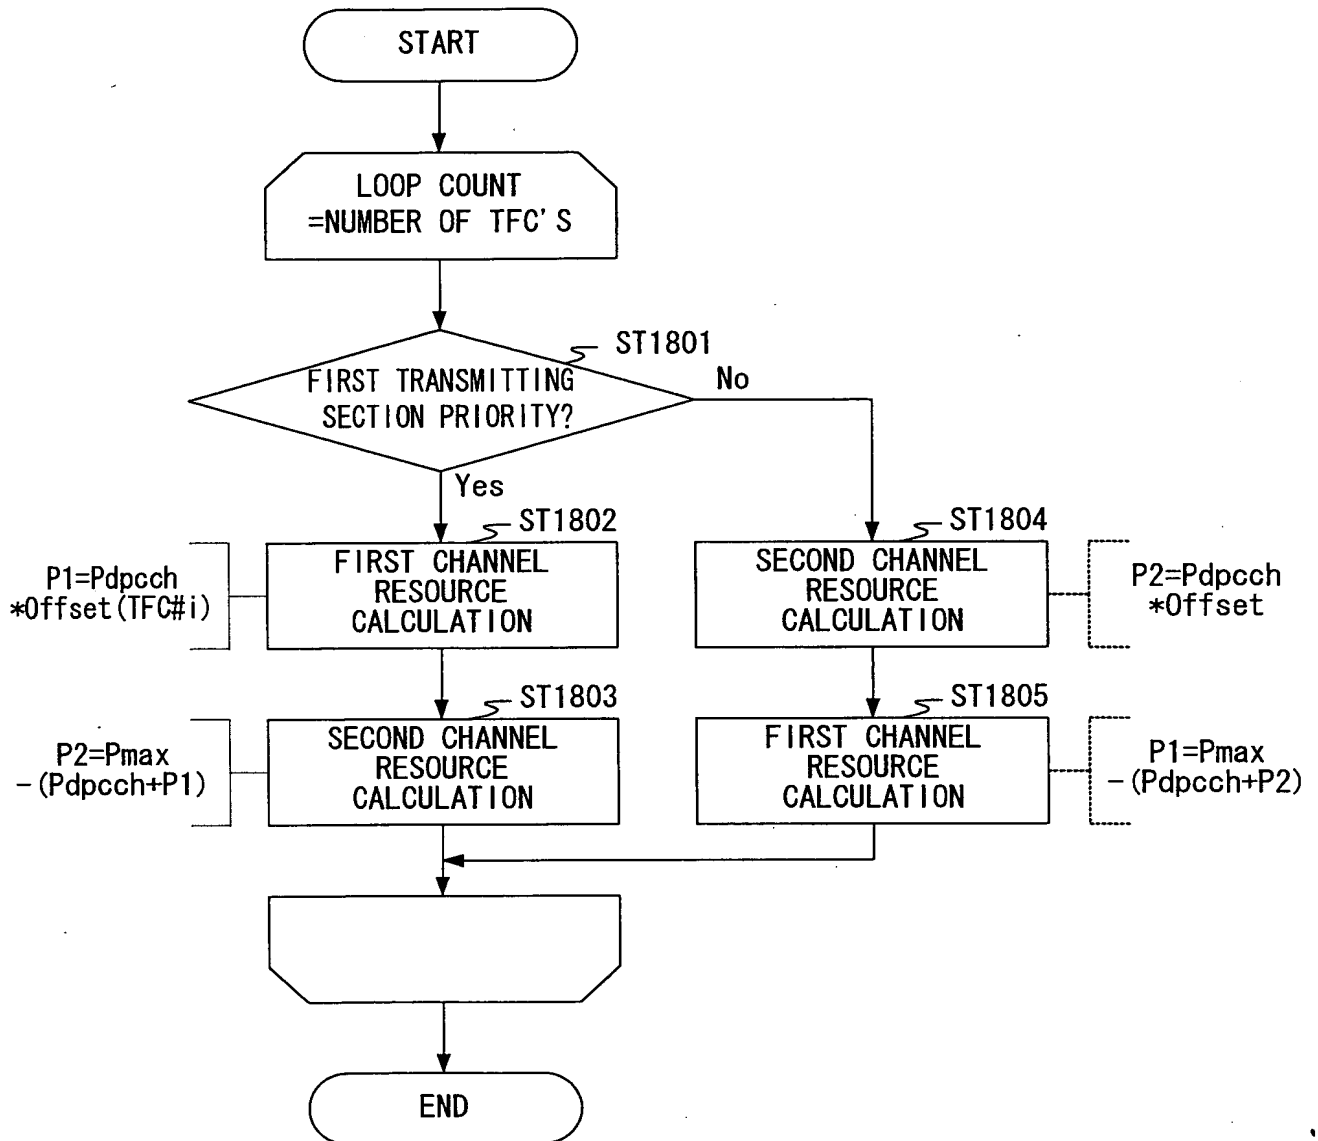 START
LOOP COUNT
=NUMBER OF TFC'S
ST1801
FIRST TRANSMITTING
SECTION PRIORITY?
No
Yes
ST1802
FIRST CHANNEL
RESOURCE
CALCULATION
P1=Pdpcch
*Offset(TFC#i)
ST1804
SECOND CHANNEL
RESOURCE
CALCULATION
P2=Pdpcch
*Offset
ST1803
SECOND CHANNEL
RESOURCE
CALCULATION
P2=Pmax
-(Pdpcch+P1)
ST1805
FIRST CHANNEL
RESOURCE
CALCULATION
P1=Pmax
-(Pdpcch+P2)
END